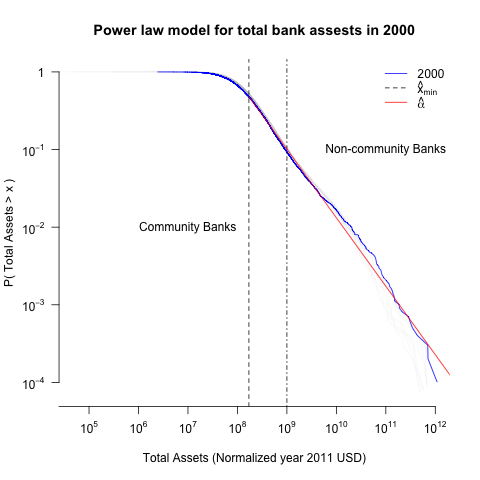 Power law model for total bank assests in 2000
2000
x̂min
α̂
P( Total Assets > x )
1
10⁻¹
10⁻²
10⁻³
10⁻⁴
Non-community Banks
Community Banks
10⁵ 10⁶ 10⁷ 10⁸ 10⁹ 10¹⁰ 10¹¹ 10¹²
Total Assets (Normalized year 2011 USD)